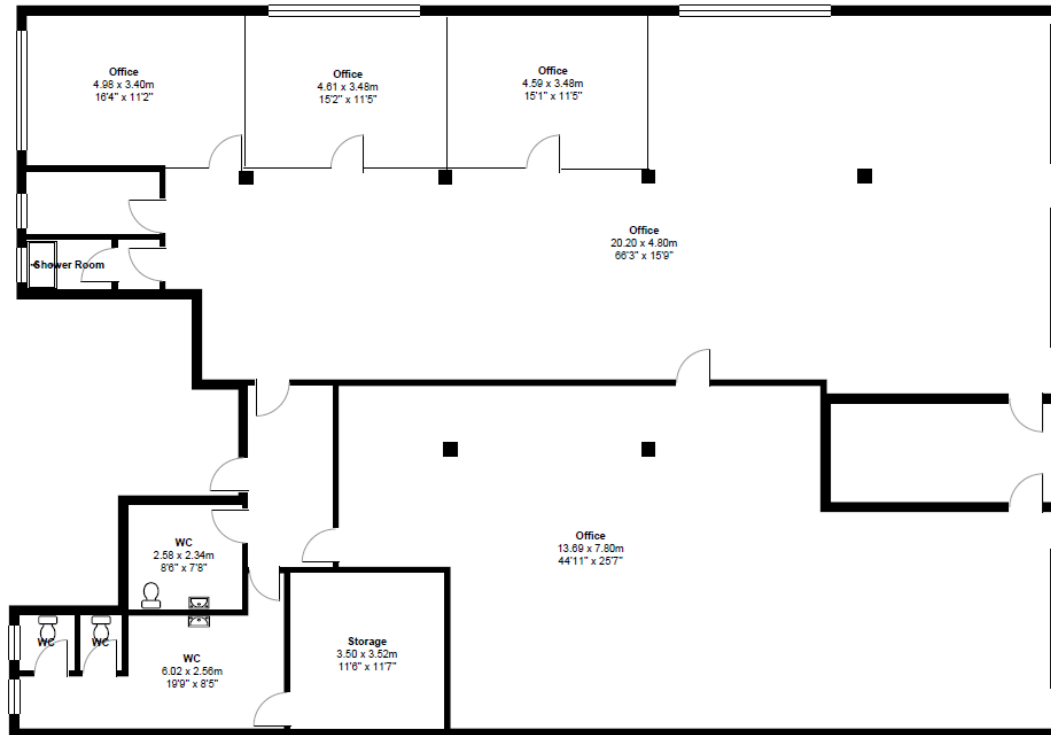 Office
4.98 x 3.40m
16'4" x 11'2"
Office
4.61 x 3.48m
15'2" x 11'5"
Office
4.59 x 3.48m
15'1" x 11'5"
Office
20.20 x 4.80m
66'3" x 15'9"
Shower Room
Office
13.69 x 7.80m
44'11" x 25'7"
WC
2.58 x 2.34m
8'6" x 7'8"
WC
WC
WC
6.02 x 2.56m
19'9" x 8'5"
Storage
3.50 x 3.52m
11'6" x 11'7"